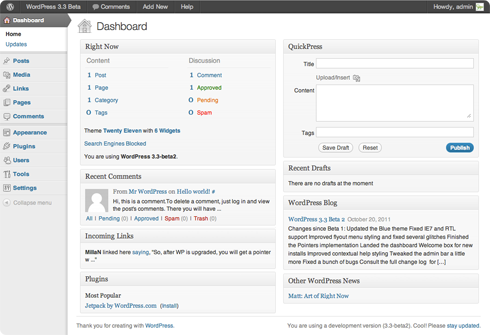 WordPress 3.3 Beta Comments Add New Help Howdy, admin
Dashboard
Home
Updates
Posts
Media
Links
Pages
Comments
Appearance
Plugins
Users
Tools
Settings
Collapse menu
Dashboard
Right Now
Content Discussion
1 Post 1 Comment
1 Page 1 Approved
1 Category 0 Pending
0 Tags 0 Spam
Theme Twenty Eleven with 6 Widgets
Search Engines Blocked
You are using WordPress 3.3-beta2.
Recent Comments
From Mr WordPress on Hello world! #
Hi, this is a comment.To delete a comment, just log in and view
the post's comments. There you will have ...
All | Pending (0) | Approved | Spam (0) | Trash (0)
Incoming Links
MillaN linked here saying, "So, after WP is upgraded, you will get a pointer
w ..."
Plugins
Most Popular
Jetpack by WordPress.com (Install)
QuickPress
Title
Upload/Insert
Content
Tags
Save Draft Reset Publish
Recent Drafts
There are no drafts at the moment
WordPress Blog
WordPress 3.3 Beta 2 October 20, 2011
Changes since Beta 1: Updated the Blue theme Fixed IE7 and RTL
support Improved flyout menu styling and fixed several glitches Finished
the Pointers implementation Landed the dashboard Welcome box for new
installs Improved contextual help styling Tweaked the admin bar a little
more Fixed a bunch of bugs Consult the full change log for [...]
Other WordPress News
Matt: Art of Right Now
Thank you for creating with WordPress. You are using a development version (3.3-beta2). Cool! Please stay updated.